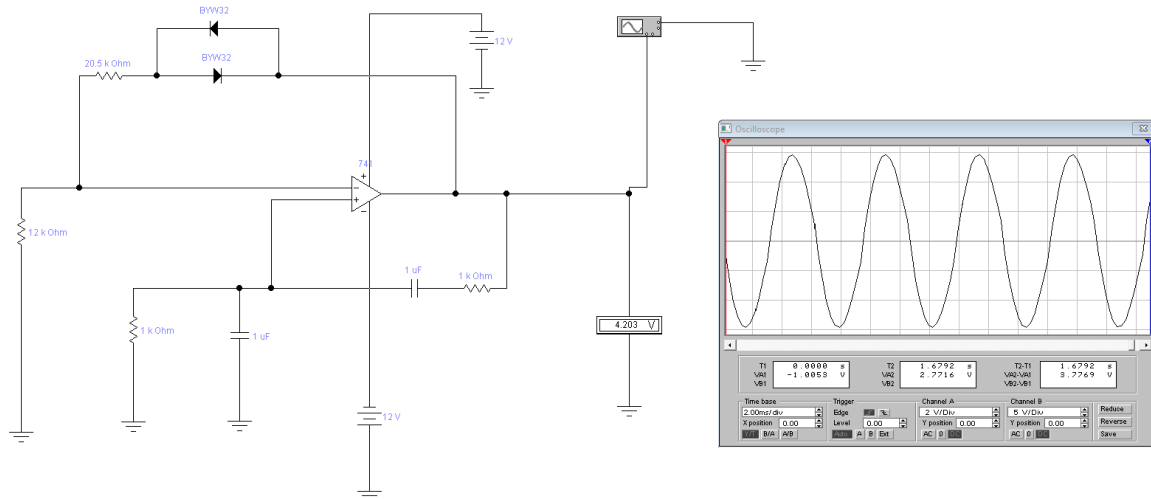 BYW32
12 V
20.5 k Ohm
BYW32
741
12 k Ohm
1 uF
1 k Ohm
1 k Ohm
1 uF
4.203 V
12 V
Oscilloscope
T1 0.0000 s
VA1 -1.0053 V
VB1
T2 1.6792 s
VA2 2.7716 V
VB2
T2-T1 1.6792 s
VA2-VA1 3.7769 V
VB2-VB1
Time base
2.00ms/div
X position 0.00
Y/T B/A A/B
Trigger
Edge
Level 0.00
Auto A B Ext
Channel A
2 V/Div
Y position 0.00
AC 0 DC
Channel B
5 V/Div
Y position 0.00
AC 0 DC
Reduce
Reverse
Save